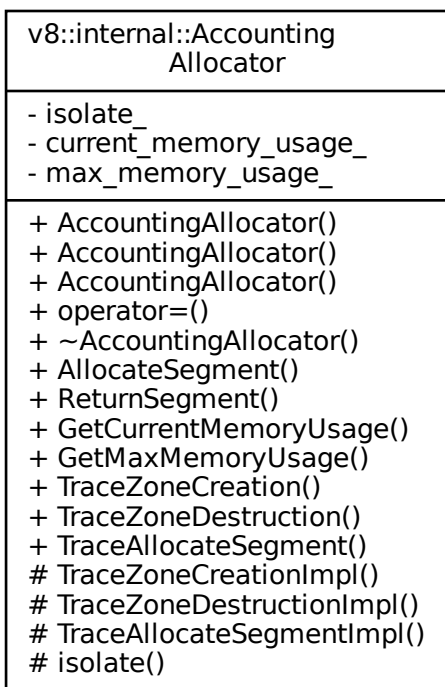 v8::internal::Accounting
Allocator
- isolate_
- current_memory_usage_
- max_memory_usage_
+ AccountingAllocator()
+ AccountingAllocator()
+ AccountingAllocator()
+ operator=()
+ ~AccountingAllocator()
+ AllocateSegment()
+ ReturnSegment()
+ GetCurrentMemoryUsage()
+ GetMaxMemoryUsage()
+ TraceZoneCreation()
+ TraceZoneDestruction()
+ TraceAllocateSegment()
# TraceZoneCreationImpl()
# TraceZoneDestructionImpl()
# TraceAllocateSegmentImpl()
# isolate()